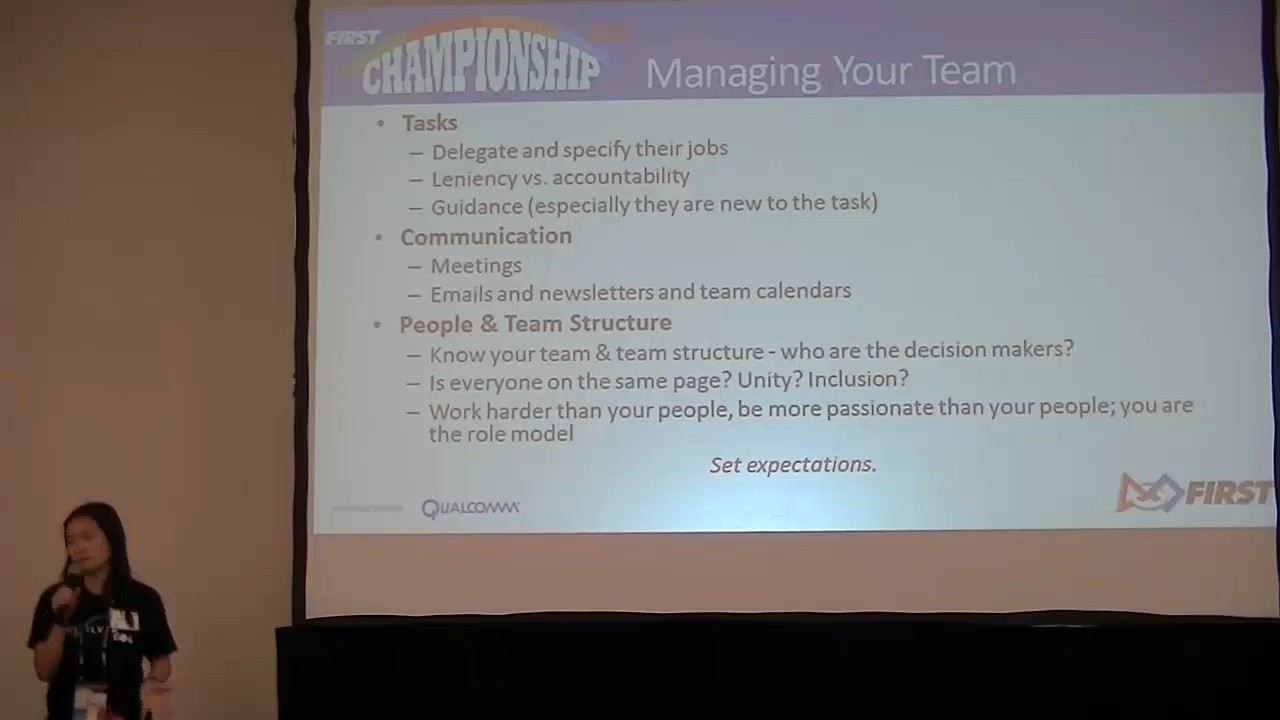 FIRST
CHAMPIONSHIP
Managing Your Team
• Tasks
– Delegate and specify their jobs
– Leniency vs. accountability
– Guidance (especially they are new to the task)
• Communication
– Meetings
– Emails and newsletters and team calendars
• People & Team Structure
– Know your team & team structure - who are the decision makers?
– Is everyone on the same page? Unity? Inclusion?
– Work harder than your people, be more passionate than your people; you are
the role model
Set expectations.
QUALCOMM
FIRST